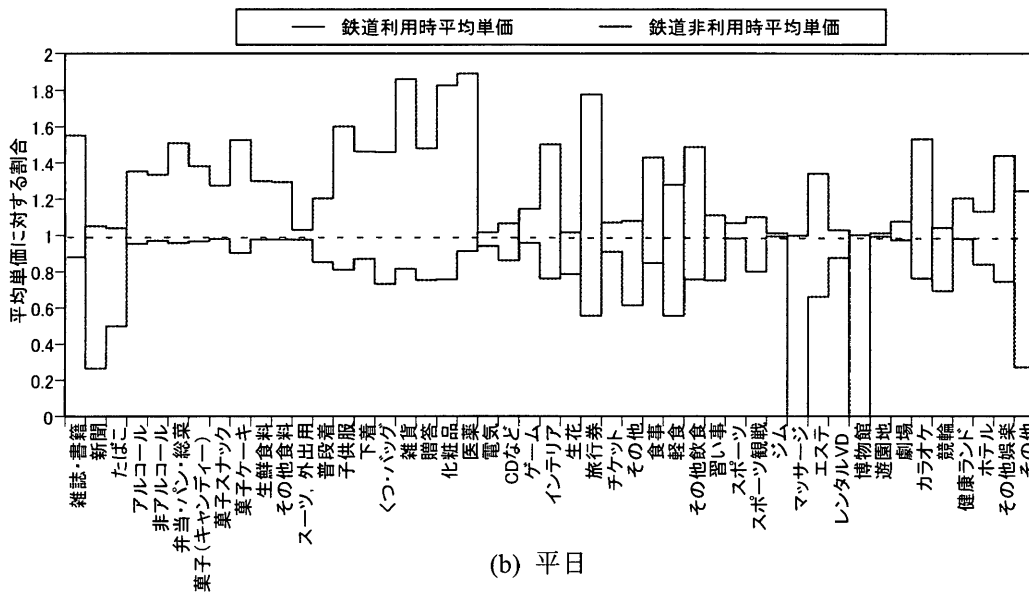 鉄道利用時平均単価 鉄道非利用時平均単価
平均単価に対する割合
2
1.8
1.6
1.4
1.2
1
0.8
0.6
0.4
0.2
0
雑誌・書籍
新聞
たばこ
アルコール
非アルコール
弁当・パン・総菜
菓子(キャンディー)
菓子スナック
菓子ケーキ
生鮮食料
その他食料
スーツ、外出用
普段着
子供服
下着
くつ・バッグ
雑貨
贈答
化粧品
医薬
電気
CDなど
ゲーム
インテリア
生花
旅行券
チケット
その他
食事
軽食
その他飲食
習い事
スポーツ
スポーツ観戦
ジム
マッサージ
エステ
レンタルVD
博物館
遊園地
劇場
カラオケ
競輪
健康ランド
ホテル
その他娯楽
その他
(b) 平日